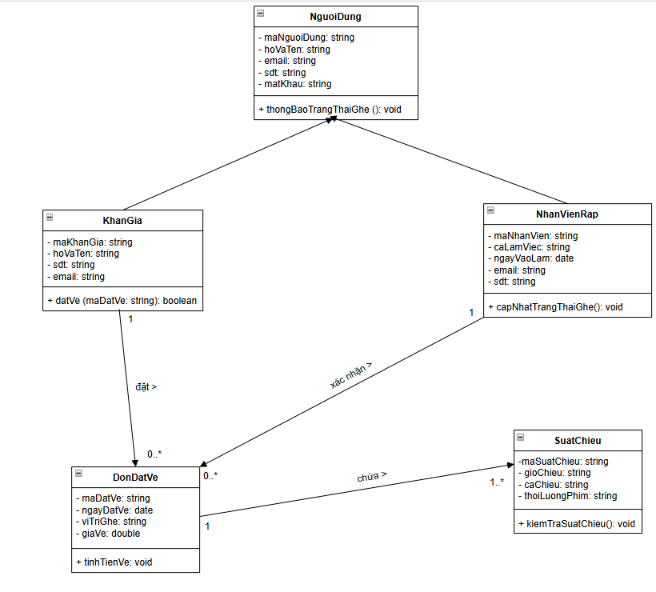 NguoiDung
- maNguoiDung: string
- hoVaTen: string
- email: string
- sdt: string
- matKhau: string
+ thongBaoTrangThaiGhe (): void
KhanGia
- maKhanGia: string
- hoVaTen: string
- sdt: string
- email: string
+ datVe (maDatVe: string): boolean
NhanVienRap
- maNhanVien: string
- caLamViec: string
- ngayVaoLam: date
- email: string
- sdt: string
+ capNhatTrangThaiGhe(): void
1
1
đặt >
xác nhận >
0..*
0..*
DonDatVe
- maDatVe: string
- ngayDatVe: date
- viTriGhe: string
- giaVe: double
+ tinhTienVe: void
1
chứa >
1..*
SuatChieu
-maSuatChieu: string
- gioChieu: string
- caChieu: string
- thoiLuongPhim: string
+ kiemTraSuatChieu(): void